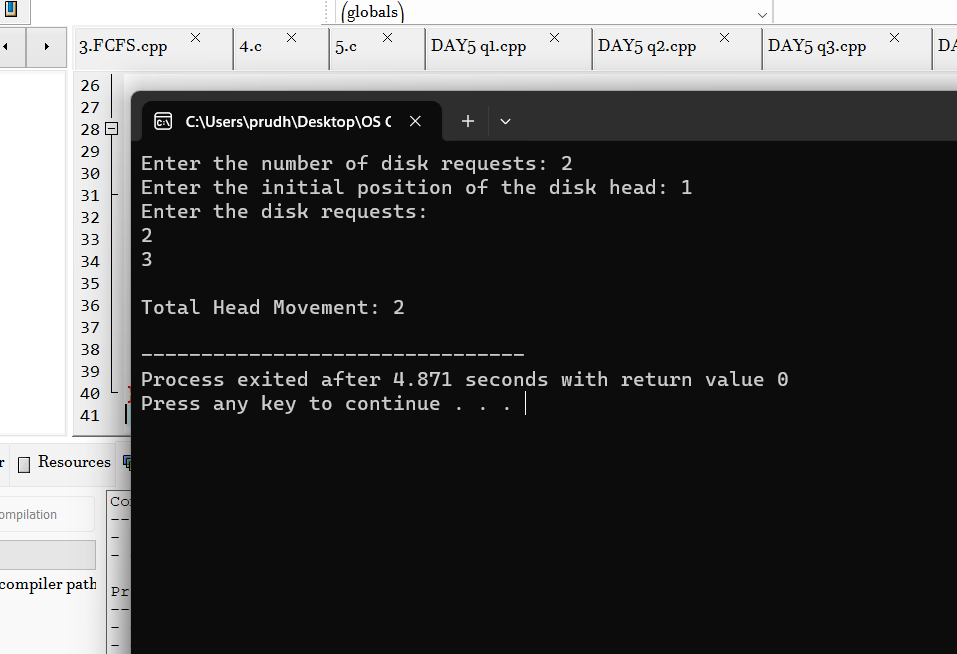 (globals)
3.FCFS.cpp 4.c 5.c DAY5 q1.cpp DAY5 q2.cpp DAY5 q3.cpp
26
27
28
29
30
31
32
33
34
35
36
37
38
39
40
41
C:\Users\prudh\Desktop\OS
Enter the number of disk requests: 2
Enter the initial position of the disk head: 1
Enter the disk requests:
2
3
Total Head Movement: 2
--------------------------------
Process exited after 4.871 seconds with return value 0
Press any key to continue . . .
Resources
ompilation
compiler path